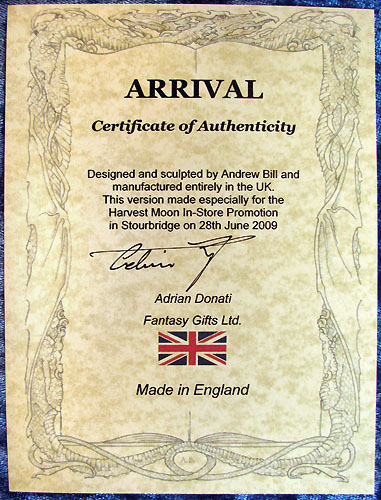 ARRIVAL
Certificate of Authenticity
Designed and sculpted by Andrew Bill and
manufactured entirely in the UK.
This version made especially for the
Harvest Moon In-Store Promotion
in Stourbridge on 28th June 2009
Adrian Donati
Fantasy Gifts Ltd.
Made in England